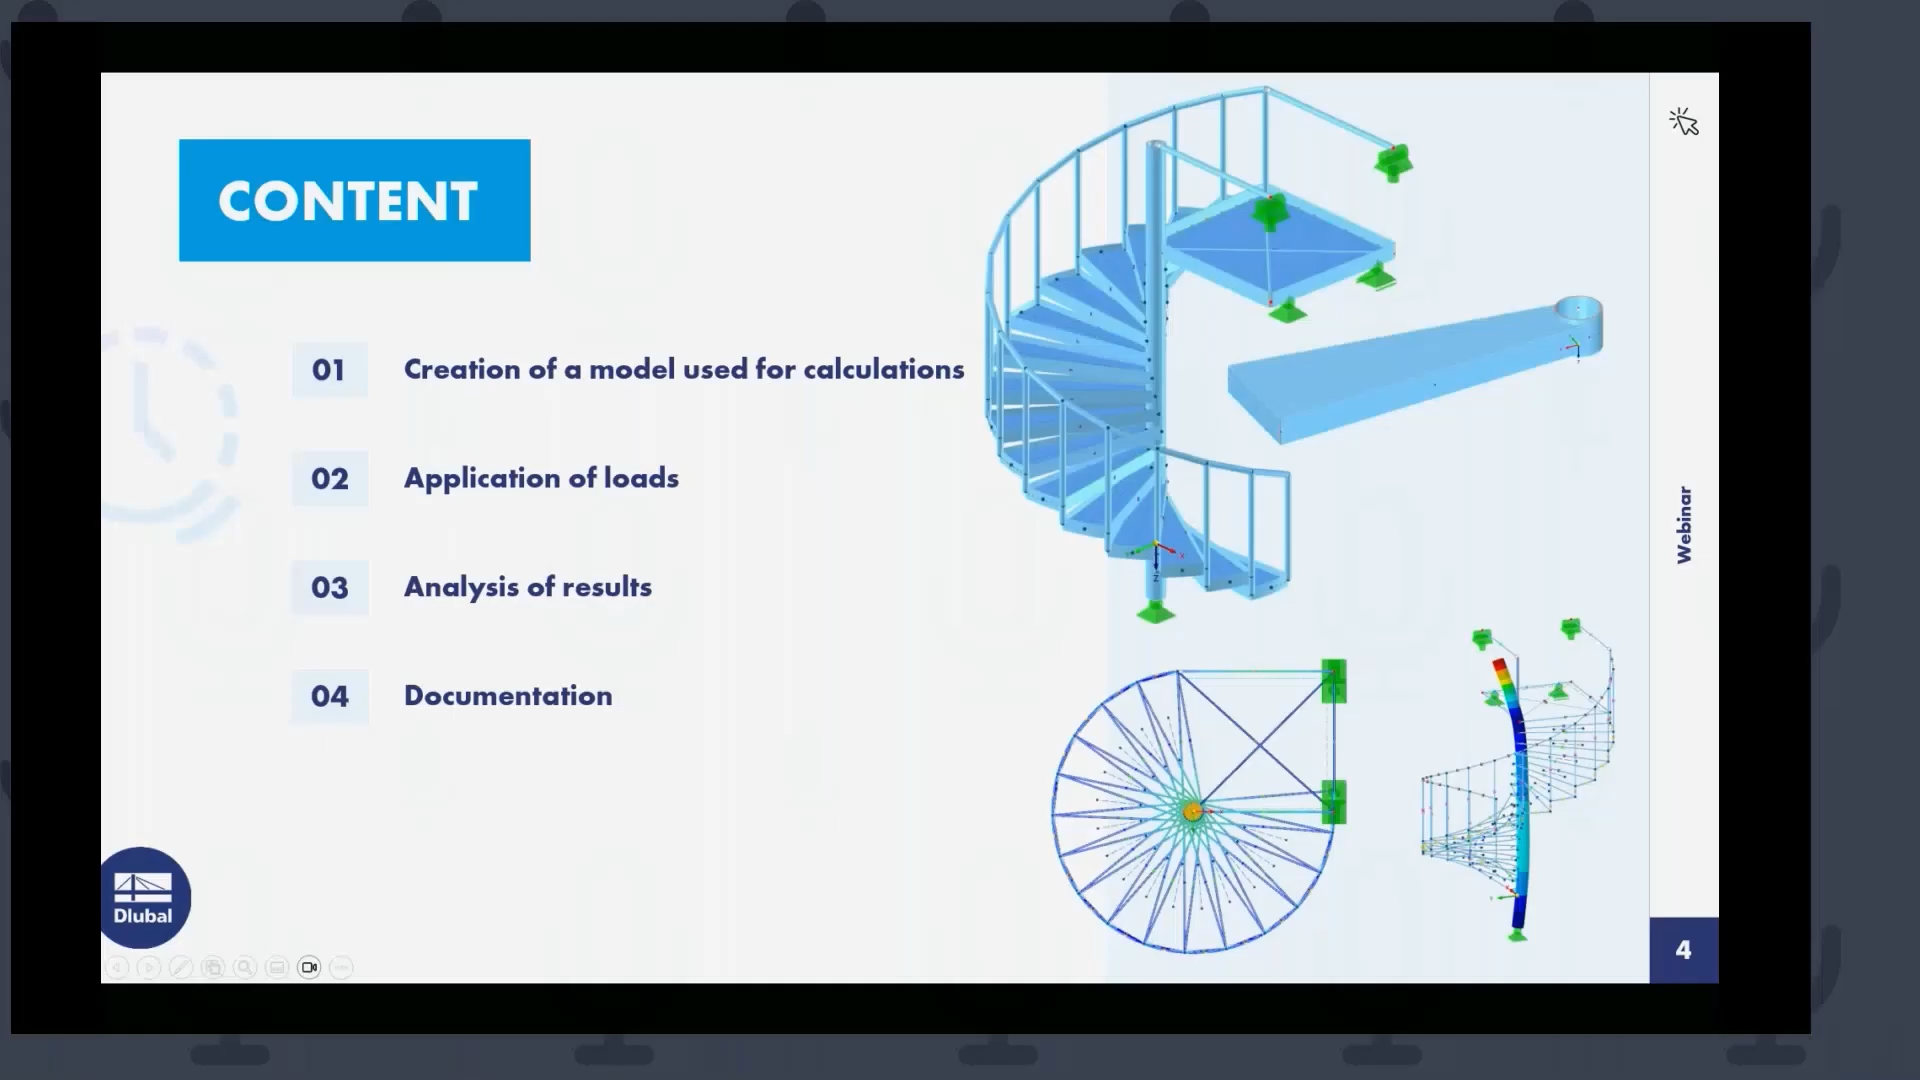 CONTENT
01 Creation of a model used for calculations
02 Application of loads
03 Analysis of results
04 Documentation
Webinar
Dlubal
4